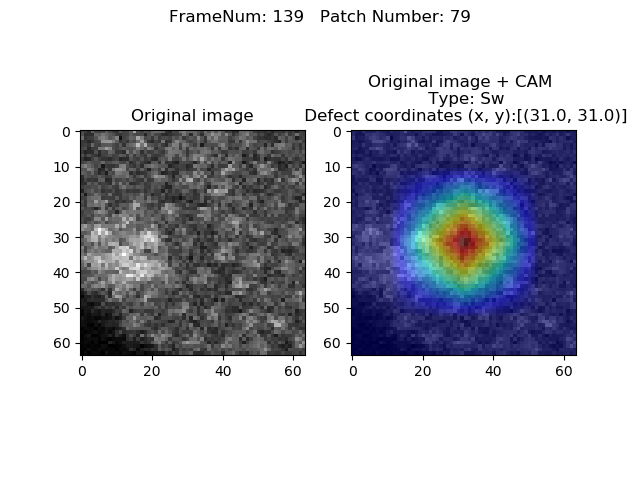 FrameNum: 139   Patch Number: 79
Original image
0
10
20
30
40
50
60
0 20 40 60
Original image + CAM
Type: Sw
Defect coordinates (x, y):[(31.0, 31.0)]
0
10
20
30
40
50
60
0 20 40 60